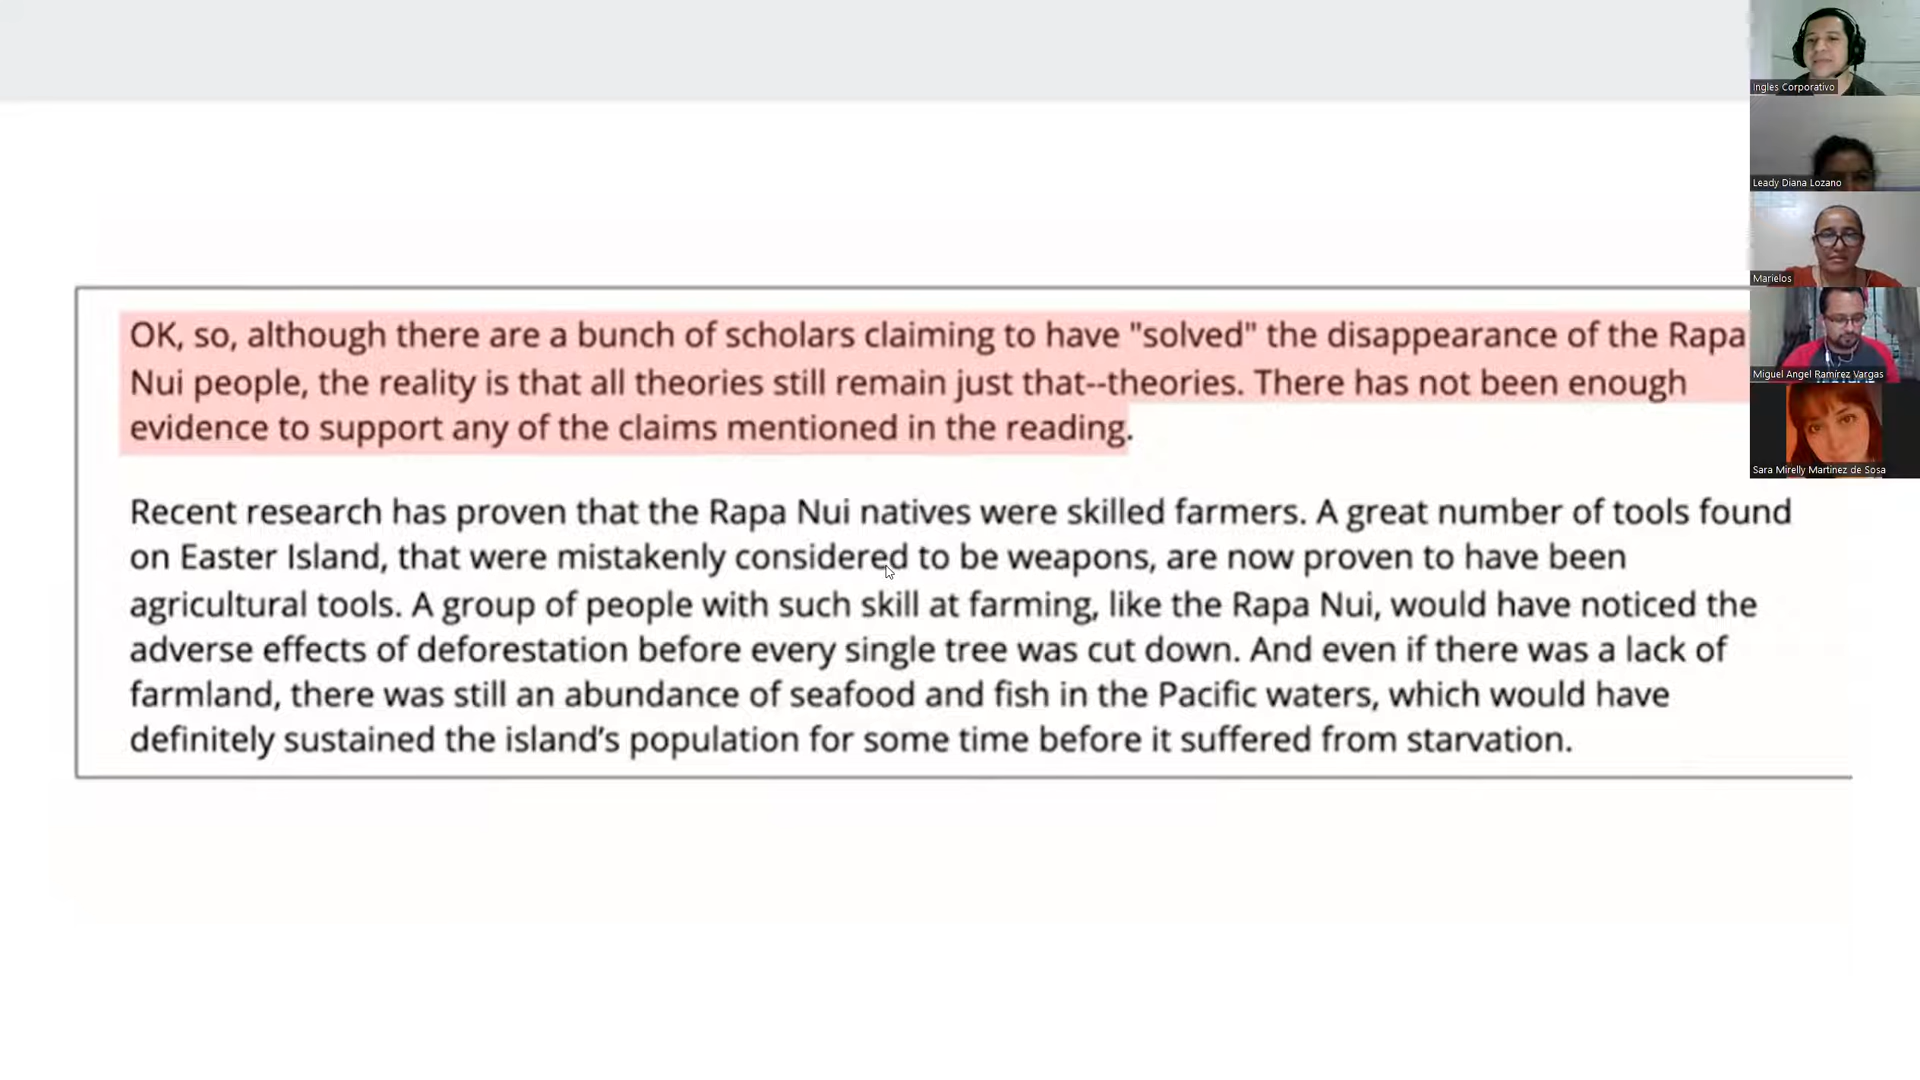 OK, so, although there are a bunch of scholars claiming to have "solved" the disappearance of the Rapa
Nui people, the reality is that all theories still remain just that--theories. There has not been enough
evidence to support any of the claims mentioned in the reading.
Recent research has proven that the Rapa Nui natives were skilled farmers. A great number of tools found
on Easter Island, that were mistakenly considered to be weapons, are now proven to have been
agricultural tools. A group of people with such skill at farming, like the Rapa Nui, would have noticed the
adverse effects of deforestation before every single tree was cut down. And even if there was a lack of
farmland, there was still an abundance of seafood and fish in the Pacific waters, which would have
definitely sustained the island’s population for some time before it suffered from starvation.
Ingles Corporativo
Leady Diana Lozano
Marielos
Miguel Angel Ramírez Vargas
Sara Mirelly Martinez de Sosa